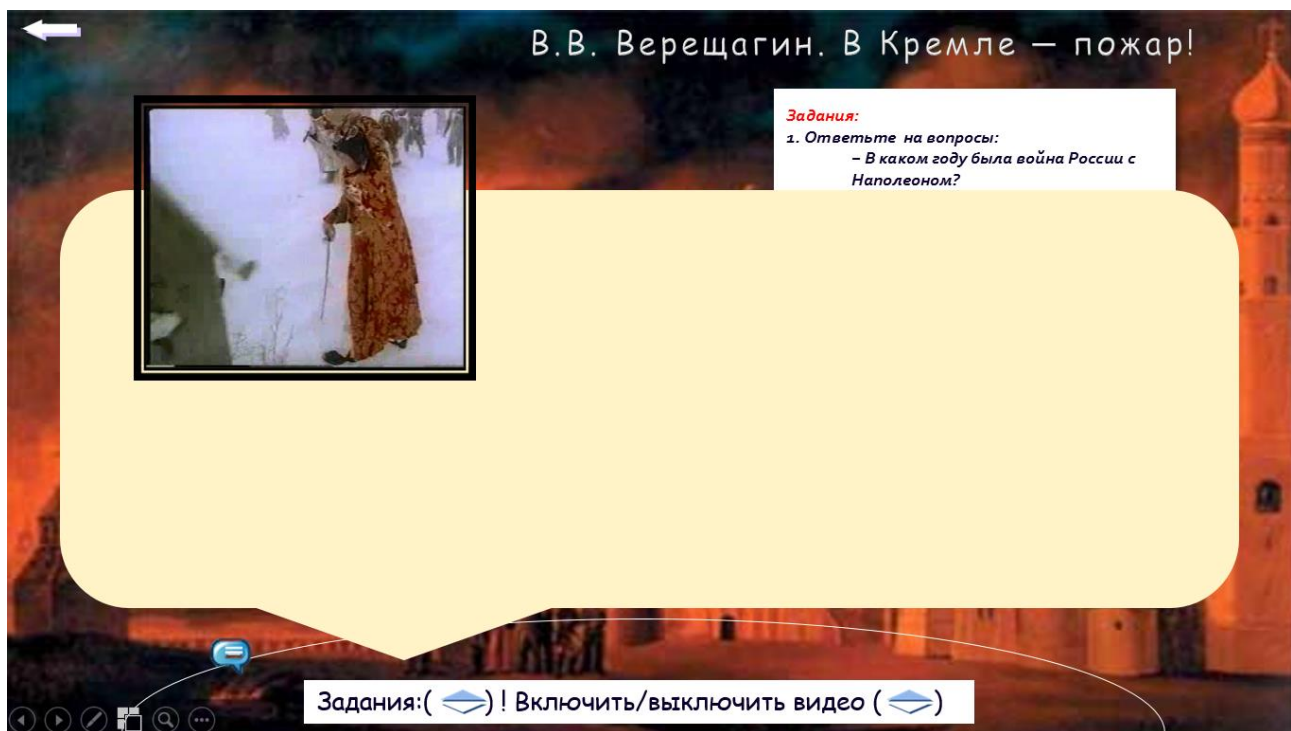 В.В. Верещагин. В Кремле — пожар!
Задания:
1. Ответьте на вопросы:
– В каком году была война России с
Наполеоном?
Задания:( ) ! Включить/выключить видео ( )